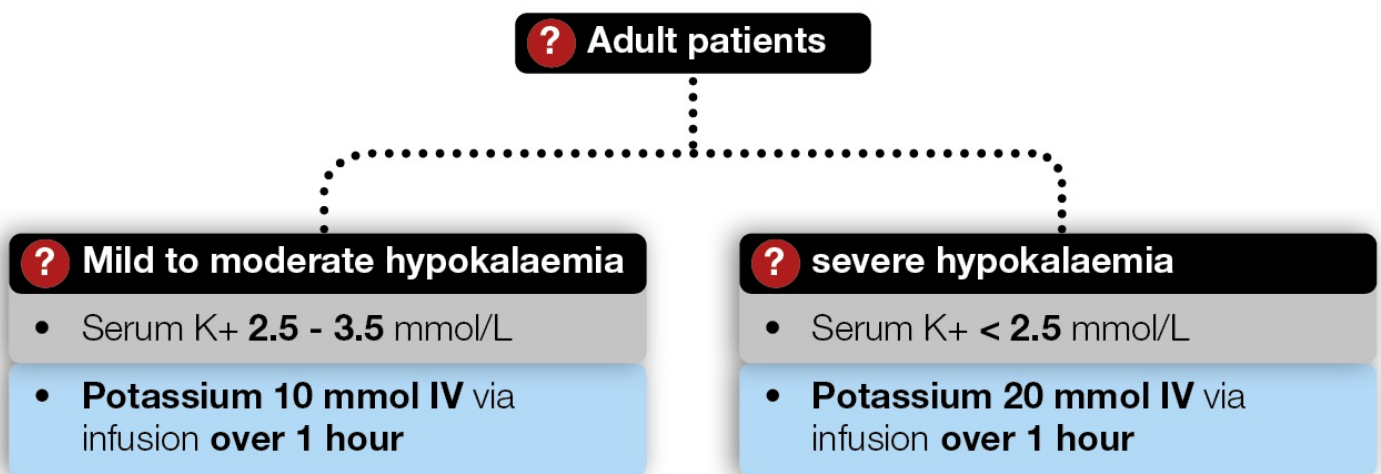 ? Adult patients
? Mild to moderate hypokalaemia
• Serum K+ 2.5 - 3.5 mmol/L
• Potassium 10 mmol IV via
infusion over 1 hour
? severe hypokalaemia
• Serum K+ < 2.5 mmol/L
• Potassium 20 mmol IV via
infusion over 1 hour